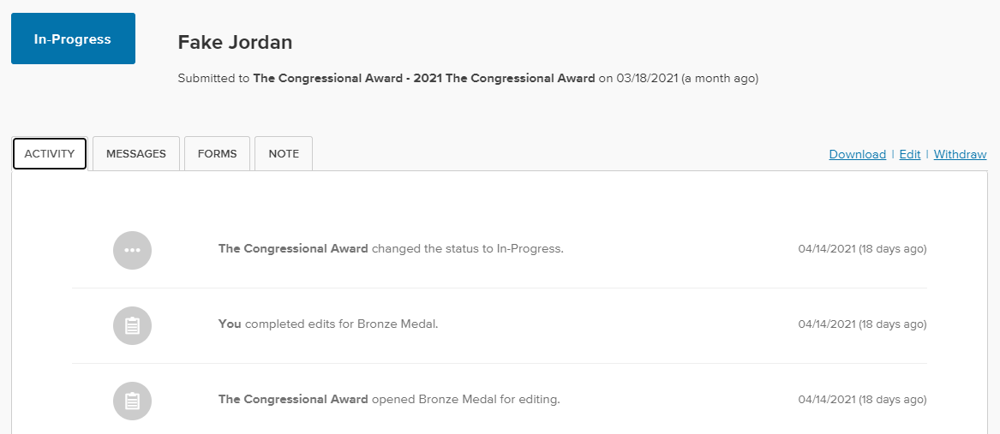 In-Progress
Fake Jordan
Submitted to The Congressional Award - 2021 The Congressional Award on 03/18/2021 (a month ago)
ACTIVITY MESSAGES FORMS NOTE Download | Edit | Withdraw
The Congressional Award changed the status to In-Progress. 04/14/2021 (18 days ago)
You completed edits for Bronze Medal. 04/14/2021 (18 days ago)
The Congressional Award opened Bronze Medal for editing. 04/14/2021 (18 days ago)